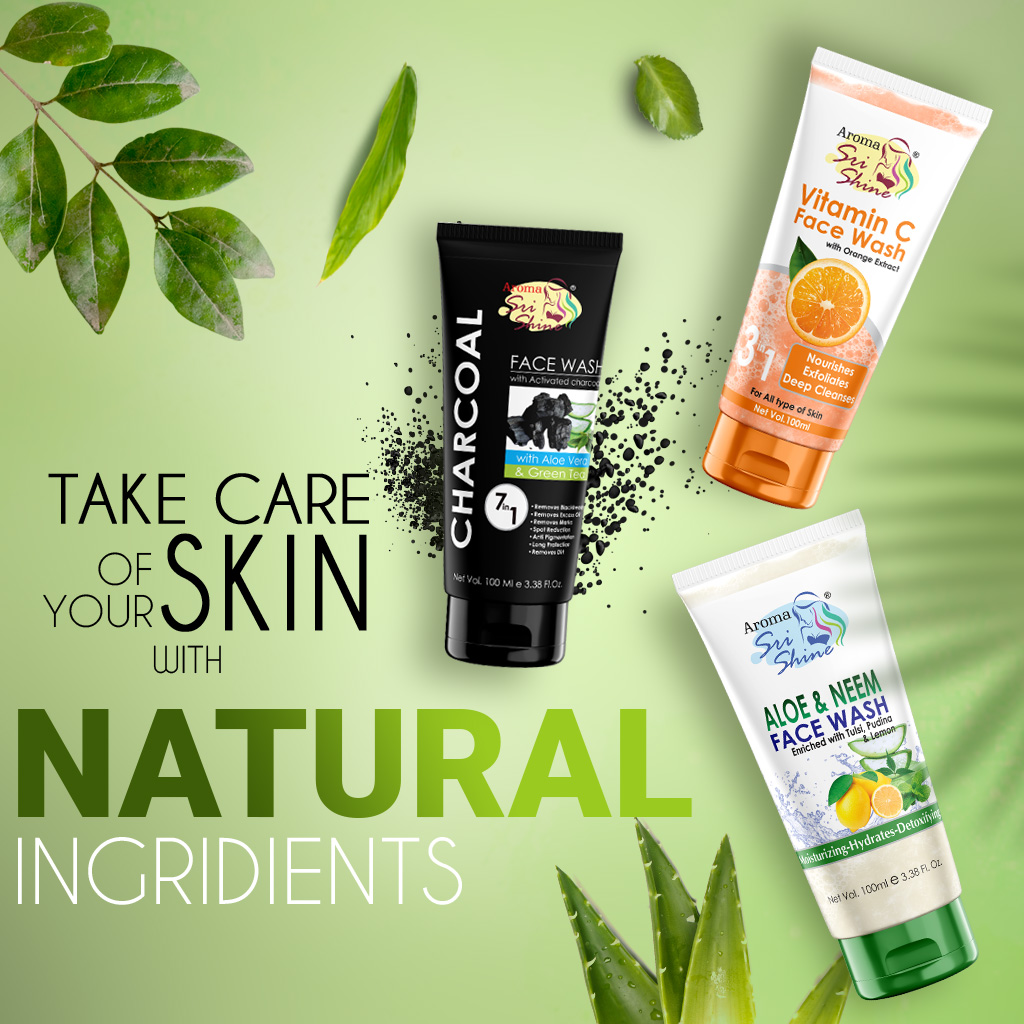 TAKE CARE
OF
YOUR SKIN
WITH
NATURAL
INGRIDIENTS
Aroma
Sri
Shine
CHARCOAL
FACE WASH
with Activated charcoal
with Aloe Vera
& Green Tea
7in1
• Removes Blackheads
• Removes Excess Oil
• Removes Marks
• Spot Reduction
• Anti Pigmentation
• Long Protection
• Removes Dirt
Net Vol. 100 Ml e 3.38 Fl.Oz.
Aroma
Sri
Shine
Vitamin C
Face Wash
with Orange Extract
3in1
Nourishes
Exfoliates
Deep Cleanses
For All type of Skin
Net Vol.100ml
Aroma
Sri
Shine
ALOE & NEEM
FACE WASH
Enriched with Tulsi, Pudina
& Lemon
Moisturizing-Hydrates-Detoxifying
Net Vol. 100ml e 3.38 Fl. Oz.